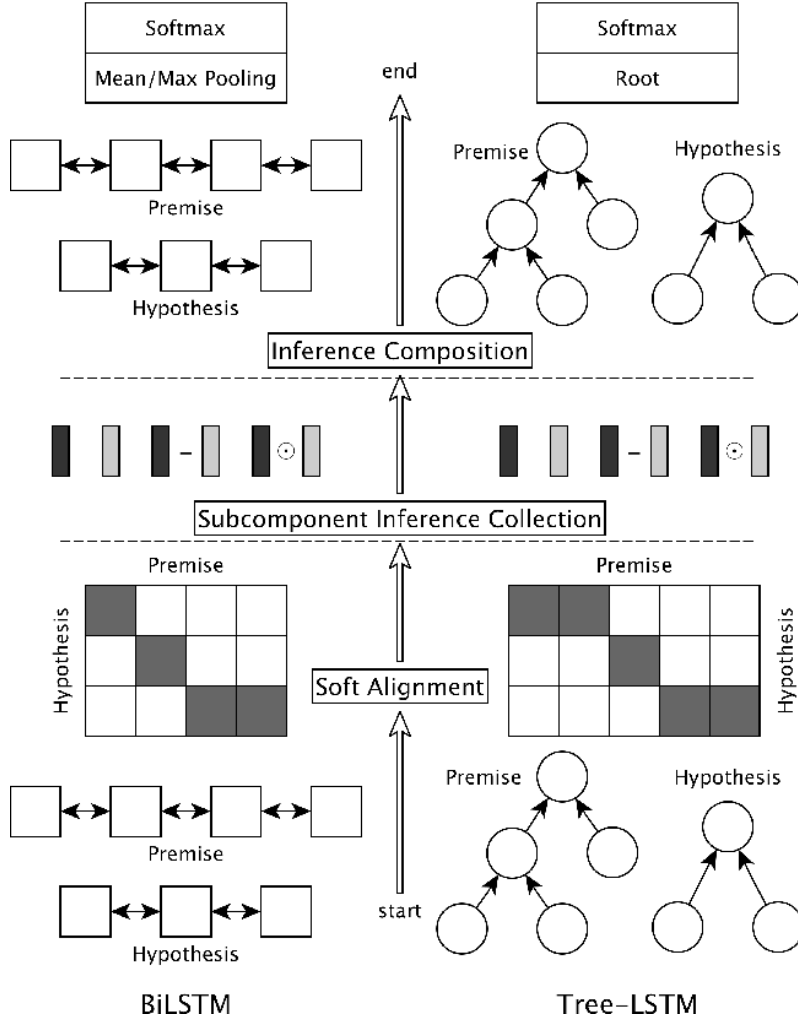 Softmax
Mean/Max Pooling
end
Softmax
Root
Premise
Hypothesis
Premise
Hypothesis
Inference Composition
–
⊙
–
⊙
Subcomponent Inference Collection
Premise
Hypothesis
Premise
Hypothesis
Soft Alignment
Premise
Hypothesis
Premise
Hypothesis
start
BiLSTM
Tree-LSTM